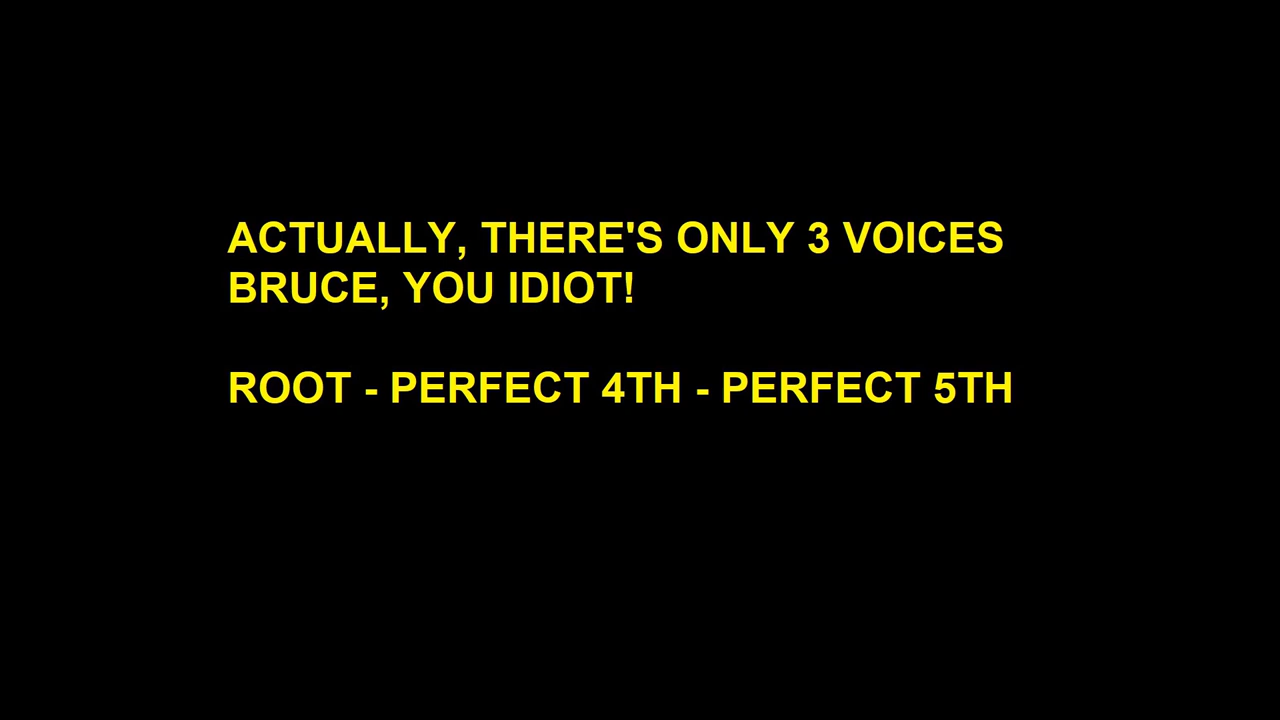 ACTUALLY, THERE'S ONLY 3 VOICES
BRUCE, YOU IDIOT!
ROOT - PERFECT 4TH - PERFECT 5TH